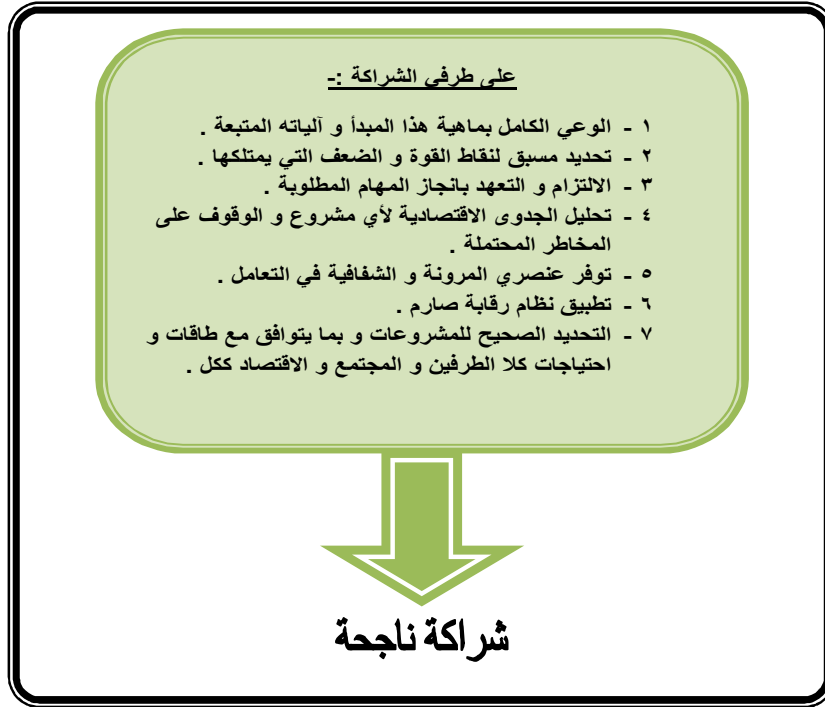 على طرفي الشراكة :-
١ - الوعي الكامل بماهية هذا المبدأ و آلياته المتبعة .
٢ - تحديد مسبق لنقاط القوة و الضعف التي يمتلكها .
٣ - الالتزام و التعهد بانجاز المهام المطلوبة .
٤ - تحليل الجدوى الاقتصادية لأي مشروع و الوقوف على
المخاطر المحتملة .
٥ - توفر عنصري المرونة و الشفافية في التعامل .
٦ - تطبيق نظام رقابة صارم .
٧ - التحديد الصحيح للمشروعات و بما يتوافق مع طاقات و
احتياجات كلا الطرفين و المجتمع و الاقتصاد ككل .
شراكة ناجحة